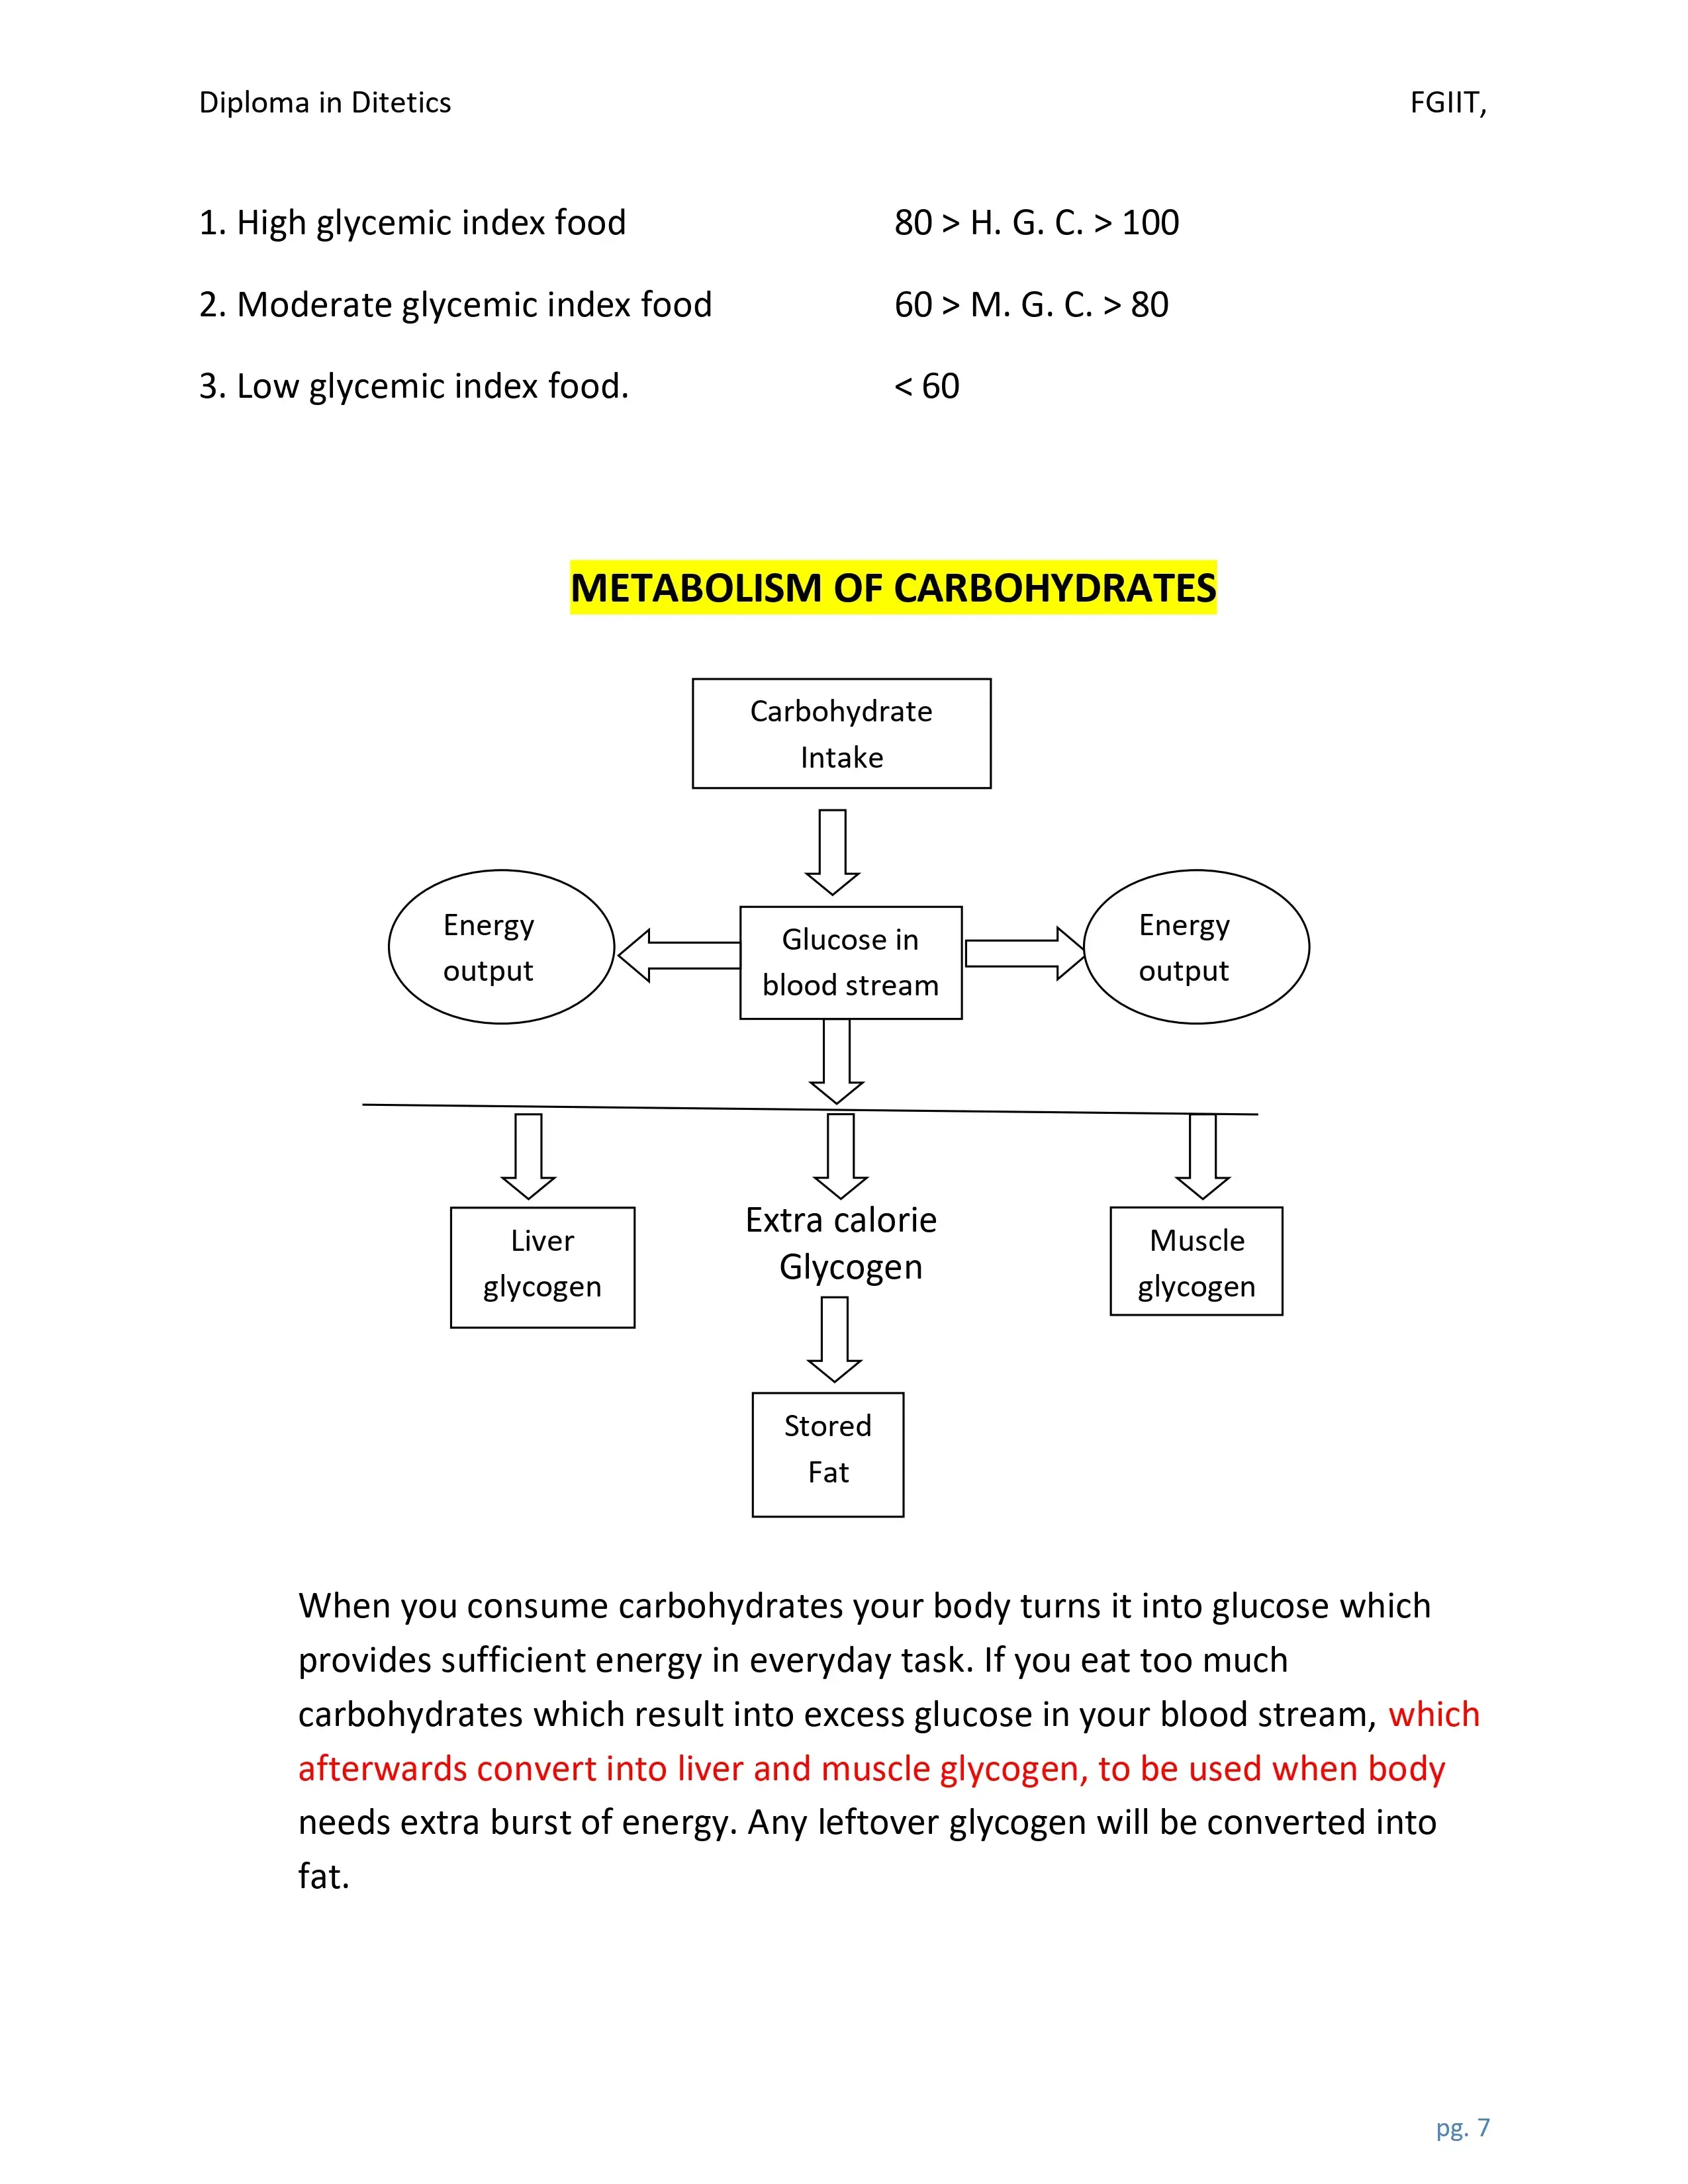 Diploma in Ditetics FGIIT,
1. High glycemic index food 80 > H. G. C. > 100
2. Moderate glycemic index food 60 > M. G. C. > 80
3. Low glycemic index food. < 60
METABOLISM OF CARBOHYDRATES
Carbohydrate
Intake
Energy
output
Glucose in
blood stream
Energy
output
Liver
glycogen
Extra calorie
Glycogen
Muscle
glycogen
Stored
Fat
When you consume carbohydrates your body turns it into glucose which
provides sufficient energy in everyday task. If you eat too much
carbohydrates which result into excess glucose in your blood stream, which
afterwards convert into liver and muscle glycogen, to be used when body
needs extra burst of energy. Any leftover glycogen will be converted into
fat.
pg. 7